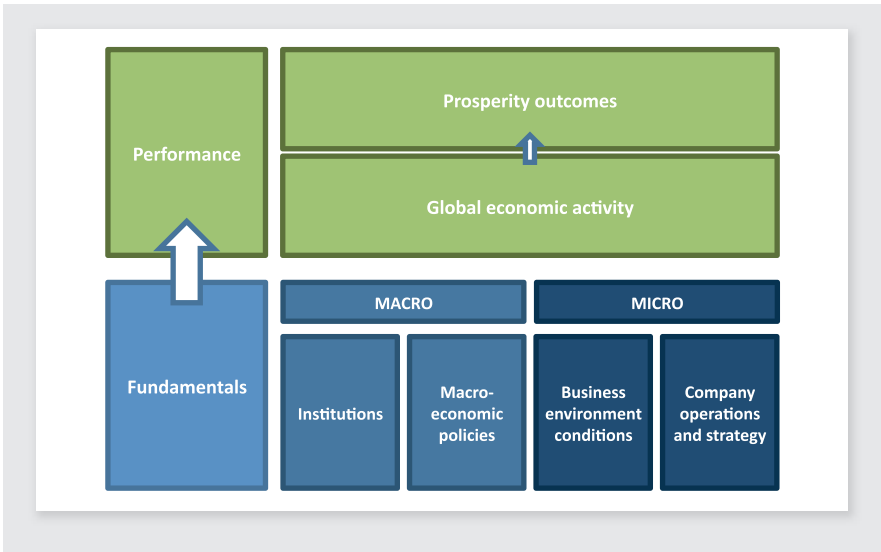 Performance
Prosperity outcomes
Global economic activity
Fundamentals
MACRO
MICRO
Institutions
Macro-
economic
policies
Business
environment
conditions
Company
operations
and strategy